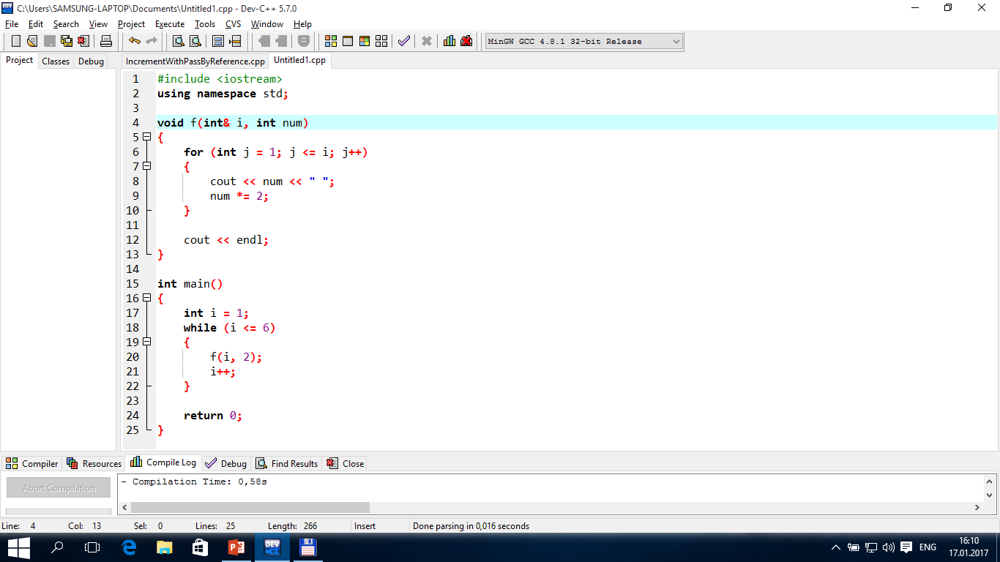 C:\Users\SAMSUNG-LAPTOP\Documents\Untitled1.cpp - Dev-C++ 5.7.0
File Edit Search View Project Execute Tools CVS Window Help
MinGW GCC 4.8.1 32-bit Release
Project Classes Debug IncrementWithPassByReference.cpp Untitled1.cpp
1 #include <iostream>
2 using namespace std;
3
4 void f(int& i, int num)
5 {
6     for (int j = 1; j <= i; j++)
7     {
8         cout << num << " ";
9         num *= 2;
10     }
11
12     cout << endl;
13 }
14
15 int main()
16 {
17     int i = 1;
18     while (i <= 6)
19     {
20         f(i, 2);
21         i++;
22     }
23
24     return 0;
25 }
Compiler Resources Compile Log Debug Find Results Close
Abort Compilation
- Compilation Time: 0,58s
Line: 4 Col: 13 Sel: 0 Lines: 25 Length: 266 Insert Done parsing in 0,016 seconds
DEV C++
ENG
16:10
17.01.2017